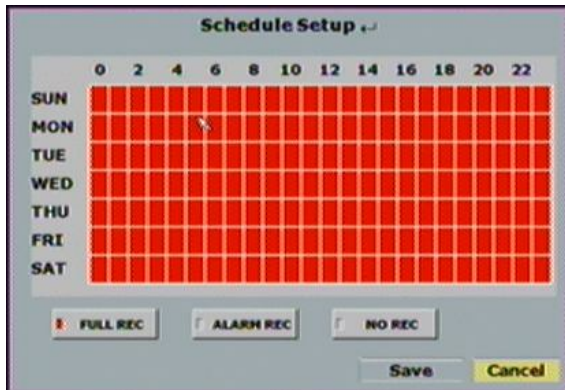 Schedule Setup ↵
0 2 4 6 8 10 12 14 16 18 20 22
SUN
MON
TUE
WED
THU
FRI
SAT
FULL REC ALARM REC NO REC
Save Cancel